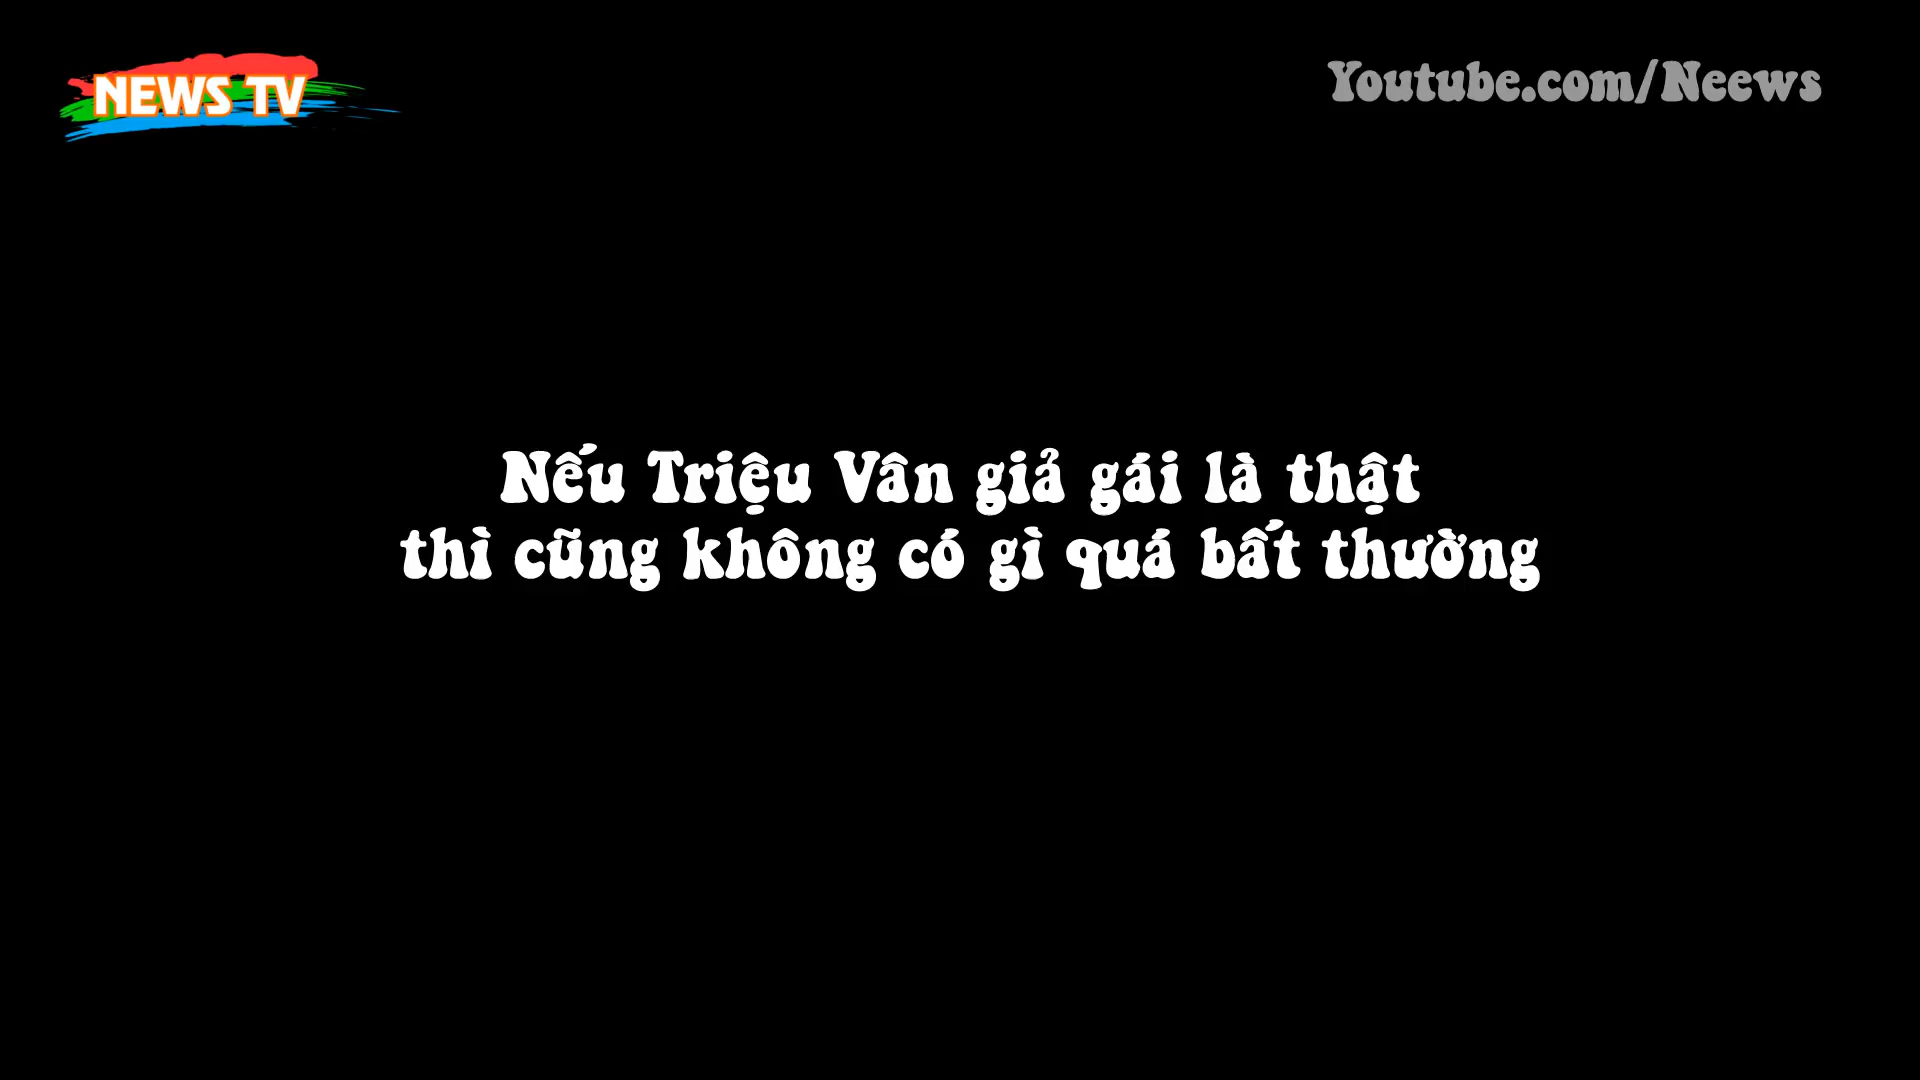 NEWS TV
Youtube.com/Neews
Nếu Triệu Vân giả gái là thật
thì cũng không có gì quá bất thường